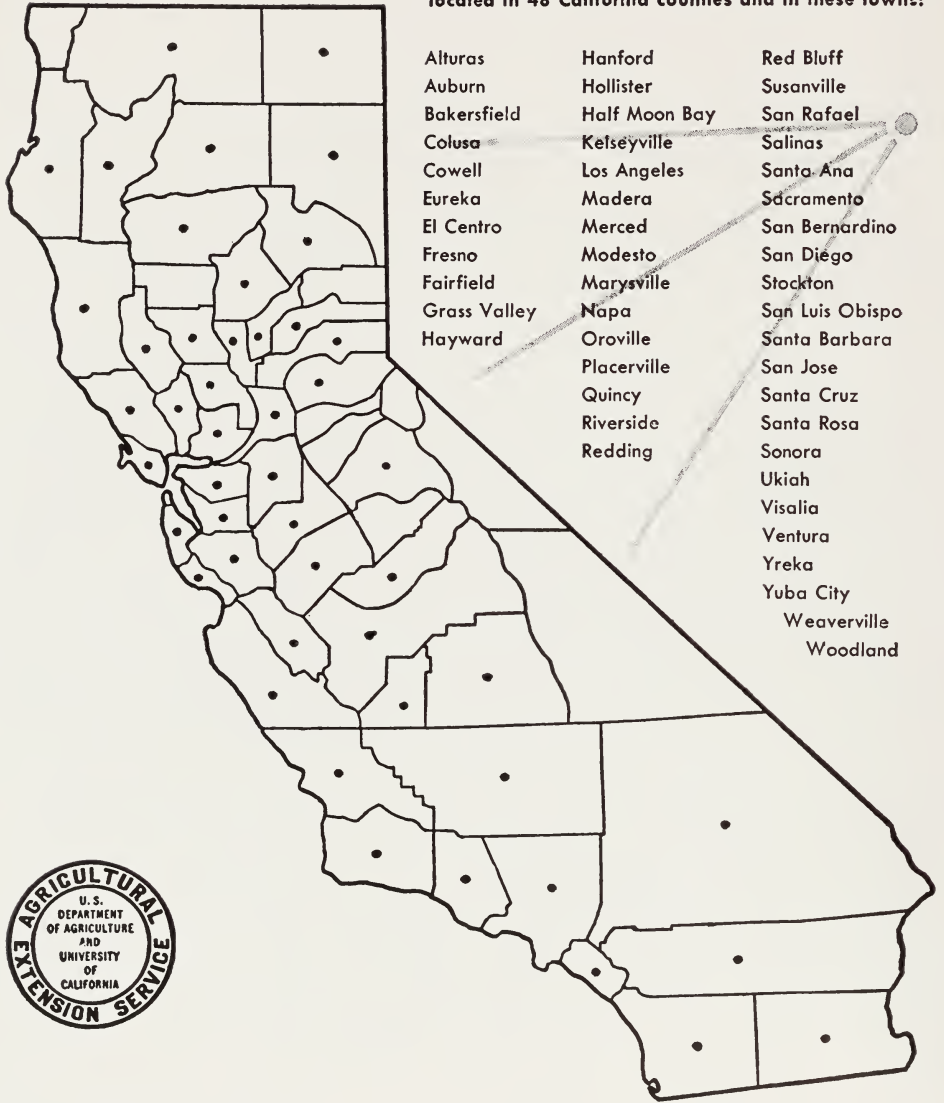 located in 48 California counties and in these towns:
Alturas
Auburn
Bakersfield
Colusa
Cowell
Eureka
El Centro
Fresno
Fairfield
Grass Valley
Hayward
Hanford
Hollister
Half Moon Bay
Kelseyville
Los Angeles
Madera
Merced
Modesto
Marysville
Napa
Oroville
Placerville
Quincy
Riverside
Redding
Red Bluff
Susanville
San Rafael
Salinas
Santa Ana
Sacramento
San Bernardino
San Diego
Stockton
San Luis Obispo
Santa Barbara
San Jose
Santa Cruz
Santa Rosa
Sonora
Ukiah
Visalia
Ventura
Yreka
Yuba City
Weaverville
Woodland
AGRICULTURAL
EXTENSION SERVICE
U. S.
DEPARTMENT
OF AGRICULTURE
AND
UNIVERSITY
OF
CALIFORNIA